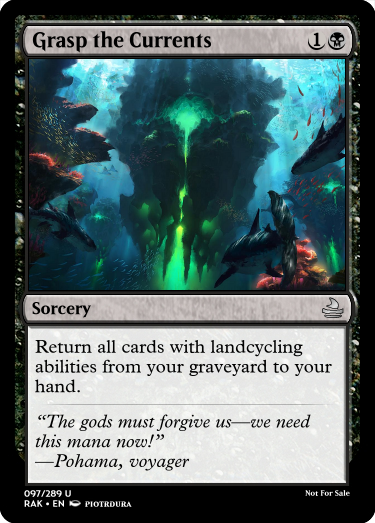 Grasp the Currents 1
Sorcery
Return all cards with landcycling
abilities from your graveyard to your
hand.
“The gods must forgive us—we need
this mana now!”
—Pohama, voyager
097/289 U
Not For Sale
RAK • EN PIOTRDURA